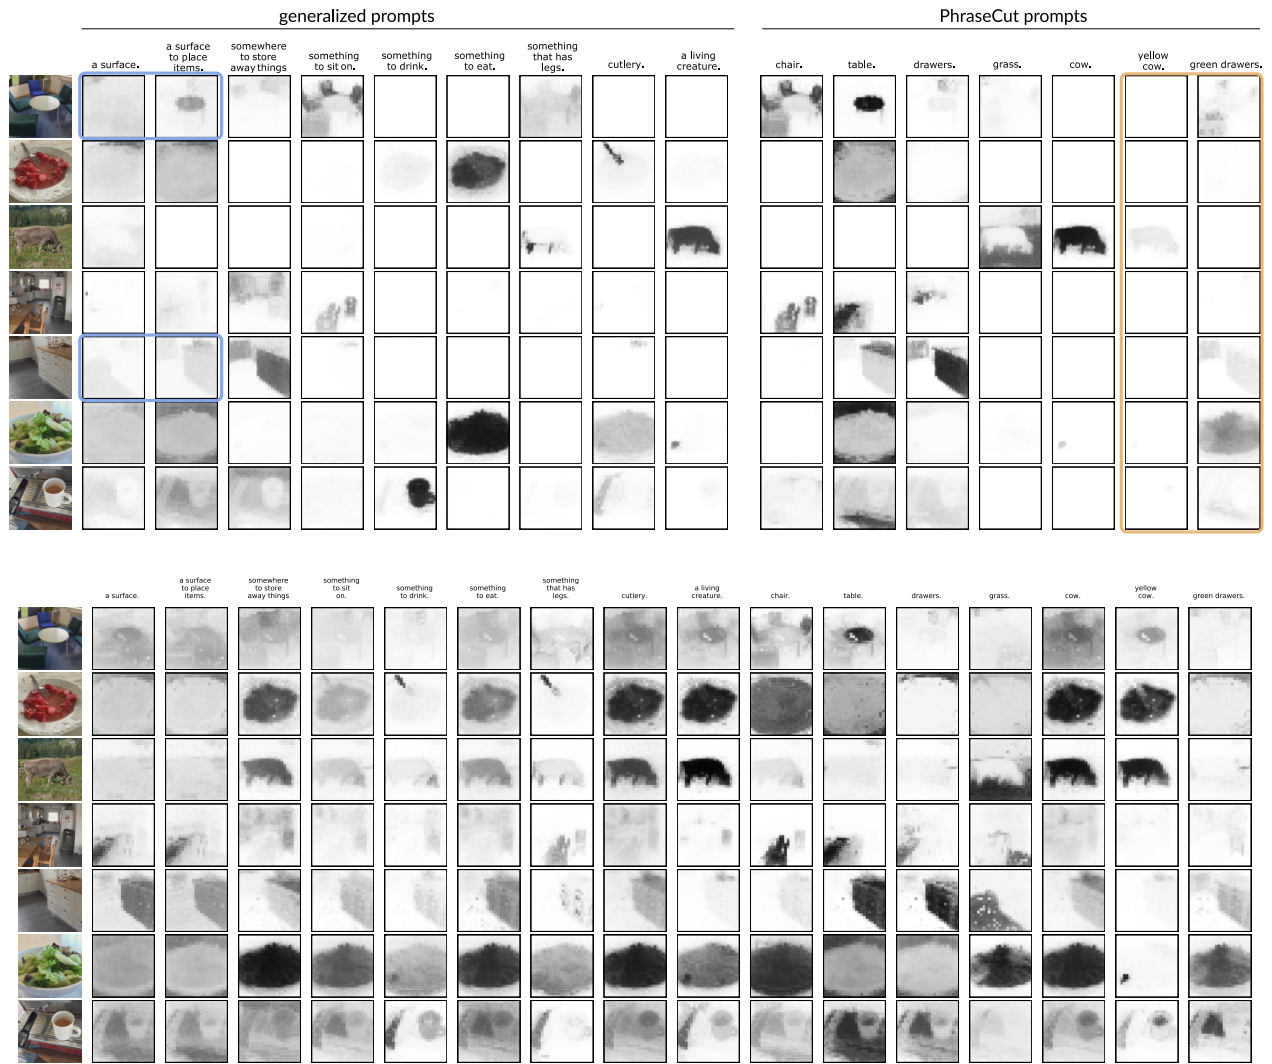 generalized prompts
PhraseCut prompts
a surface.
a surface
to place
items.
somewhere
to store
away things
something
to sit on.
something
to drink.
something
to eat.
something
that has
legs.
cutlery.
a living
creature.
chair.
table.
drawers.
grass.
cow.
yellow
cow.
green drawers.
a surface.
a surface
to place
items.
somewhere
to store
away things
something
to sit
on.
something
to drink.
something
to eat.
something
that has
legs.
cutlery.
a living
creature.
chair.
table.
drawers.
grass.
cow.
yellow
cow.
green drawers.